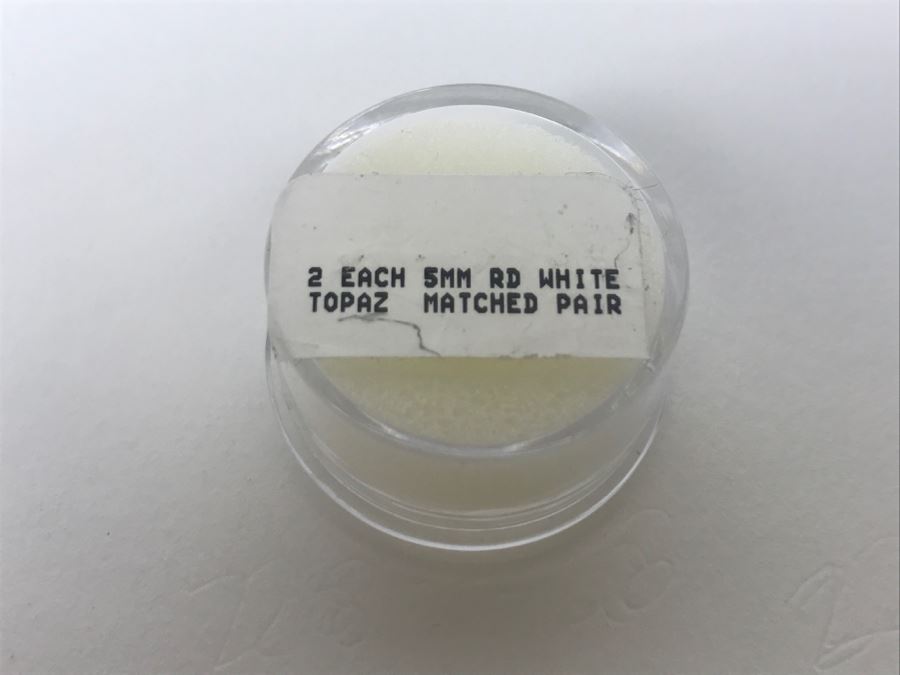 2 EACH 5MM RD WHITE
TOPAZ MATCHED PAIR